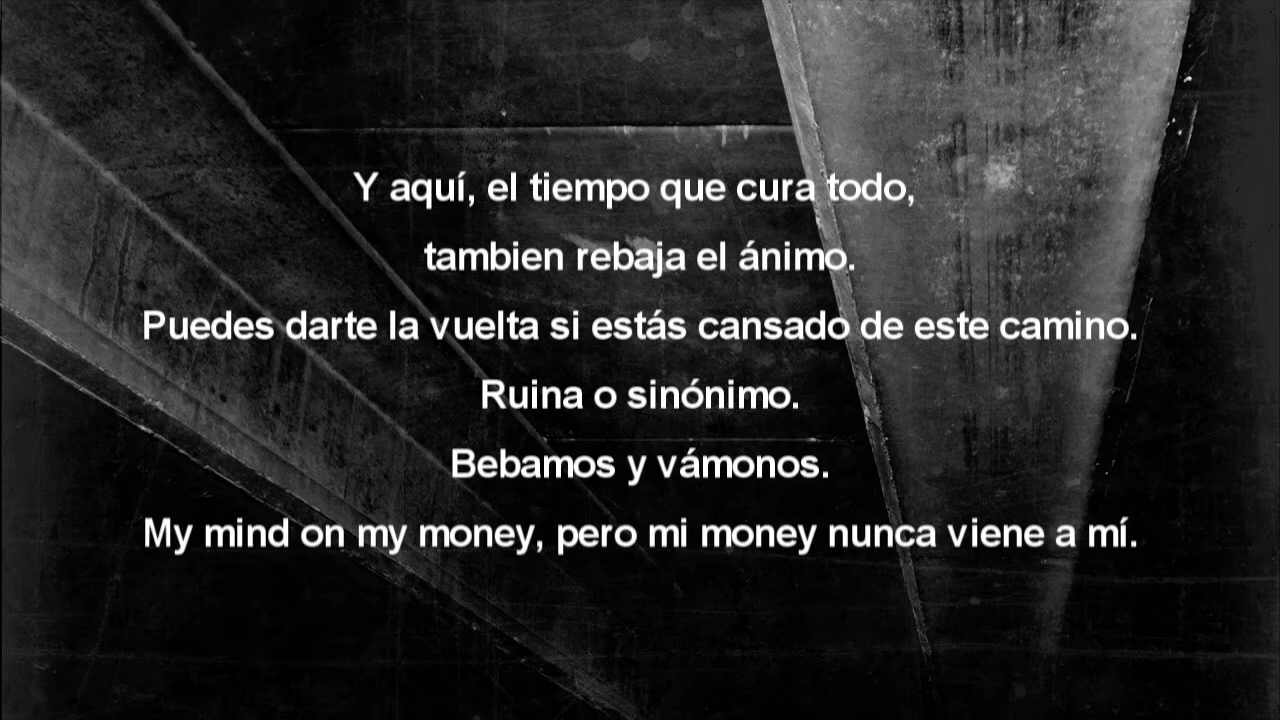 Y aquí, el tiempo que cura todo,
tambien rebaja el ánimo.
Puedes darte la vuelta si estás cansado de este camino.
Ruina o sinónimo.
Bebamos y vámonos.
My mind on my money, pero mi money nunca viene a mí.